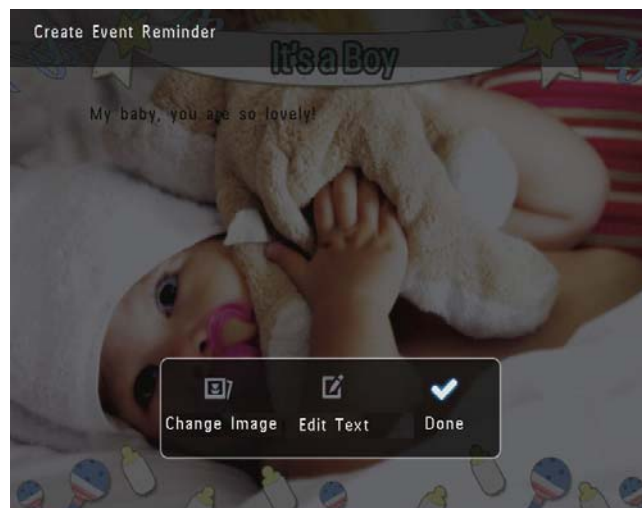 Create Event Reminder
It's a Boy
My baby, you are so lovely!
Change Image
Edit Text
Done